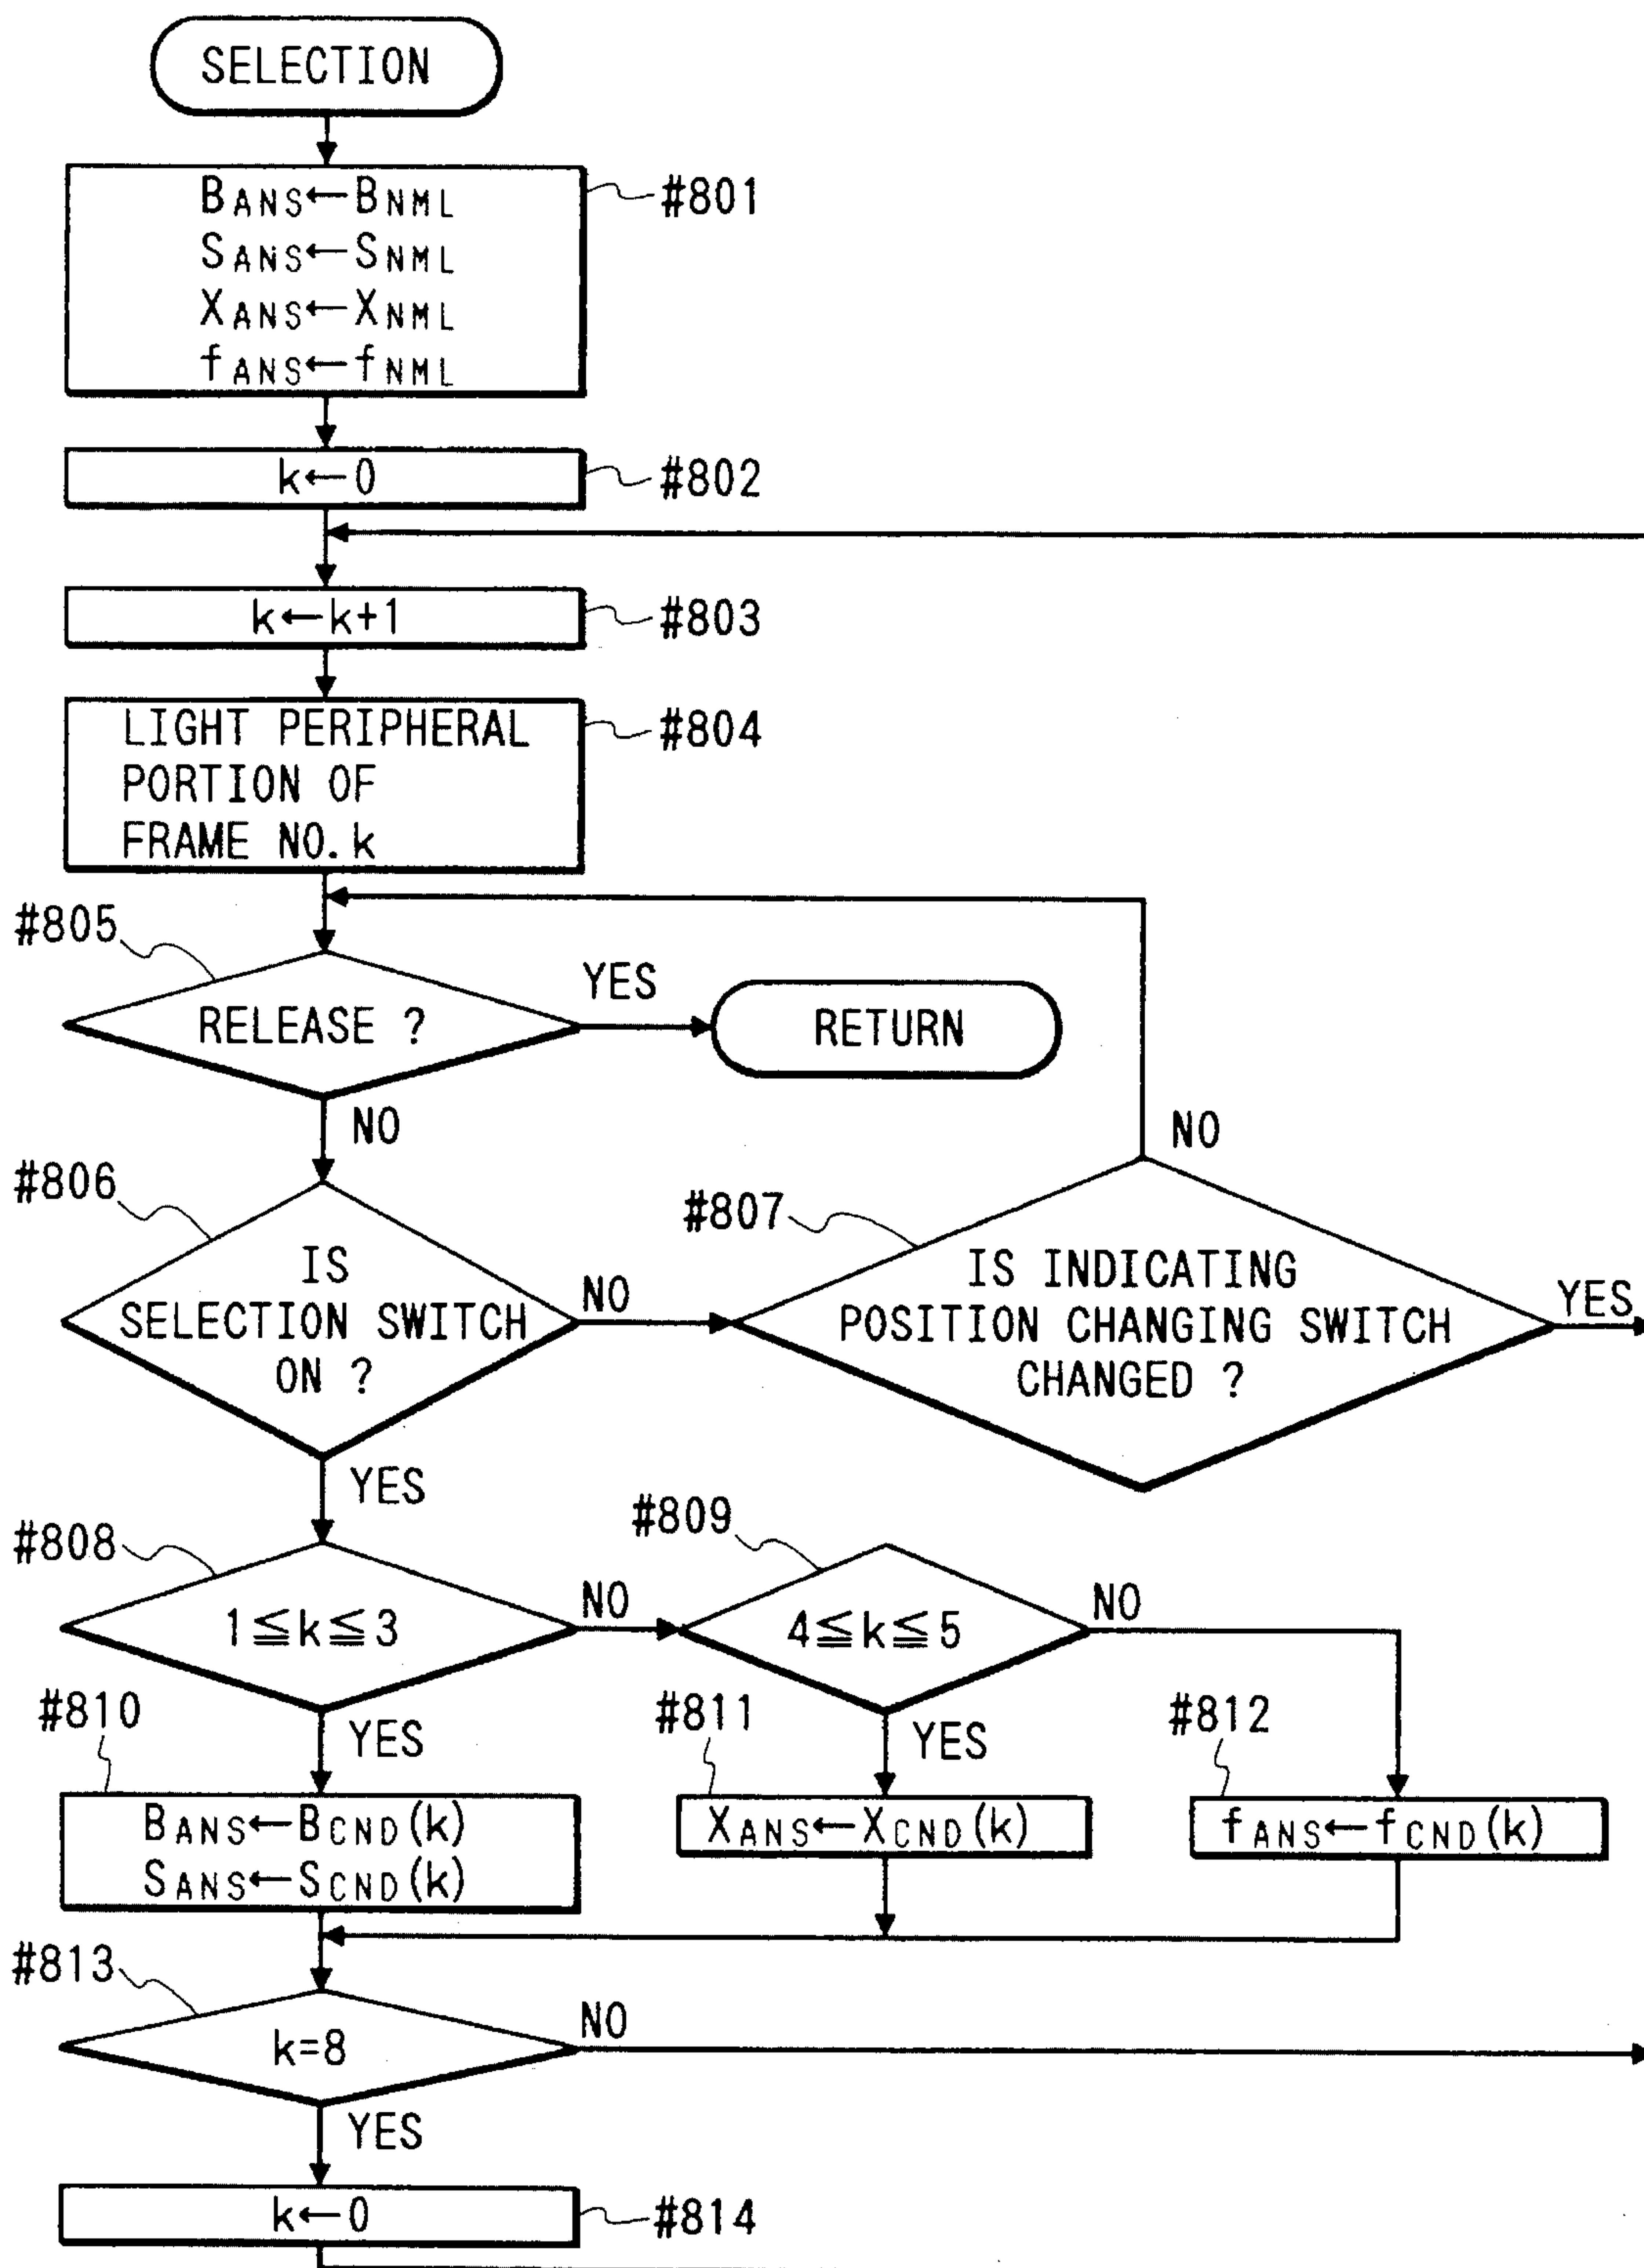 SELECTION
BANS←BNML
SANS←SNML
XANS←XNML
fANS←fNML
#801
k←0
#802
k←k+1
#803
LIGHT PERIPHERAL
PORTION OF
FRAME NO.k
#804
#805
RELEASE ?
YES
RETURN
NO
#806
IS
SELECTION SWITCH
ON ?
NO
#807
IS INDICATING
POSITION CHANGING SWITCH
CHANGED ?
NO
YES
YES
#808
1≦k≦3
NO
#809
4≦k≦5
NO
#810
YES
BANS←BCND(k)
SANS←SCND(k)
#811
YES
XANS←XCND(k)
#812
fANS←fCND(k)
#813
k=8
NO
YES
k←0
#814